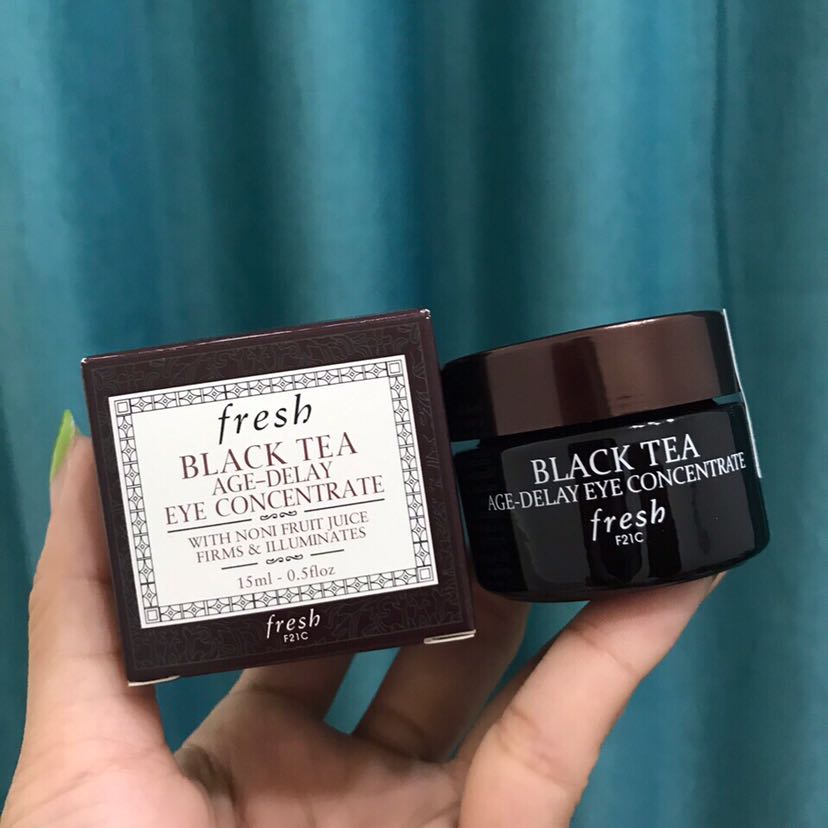 fresh
BLACK TEA
AGE-DELAY
EYE CONCENTRATE
WITH NONI FRUIT JUICE
FIRMS & ILLUMINATES
15ml - 0.5floz
fresh
F21C
BLACK TEA
AGE-DELAY EYE CONCENTRATE
fresh
F21C